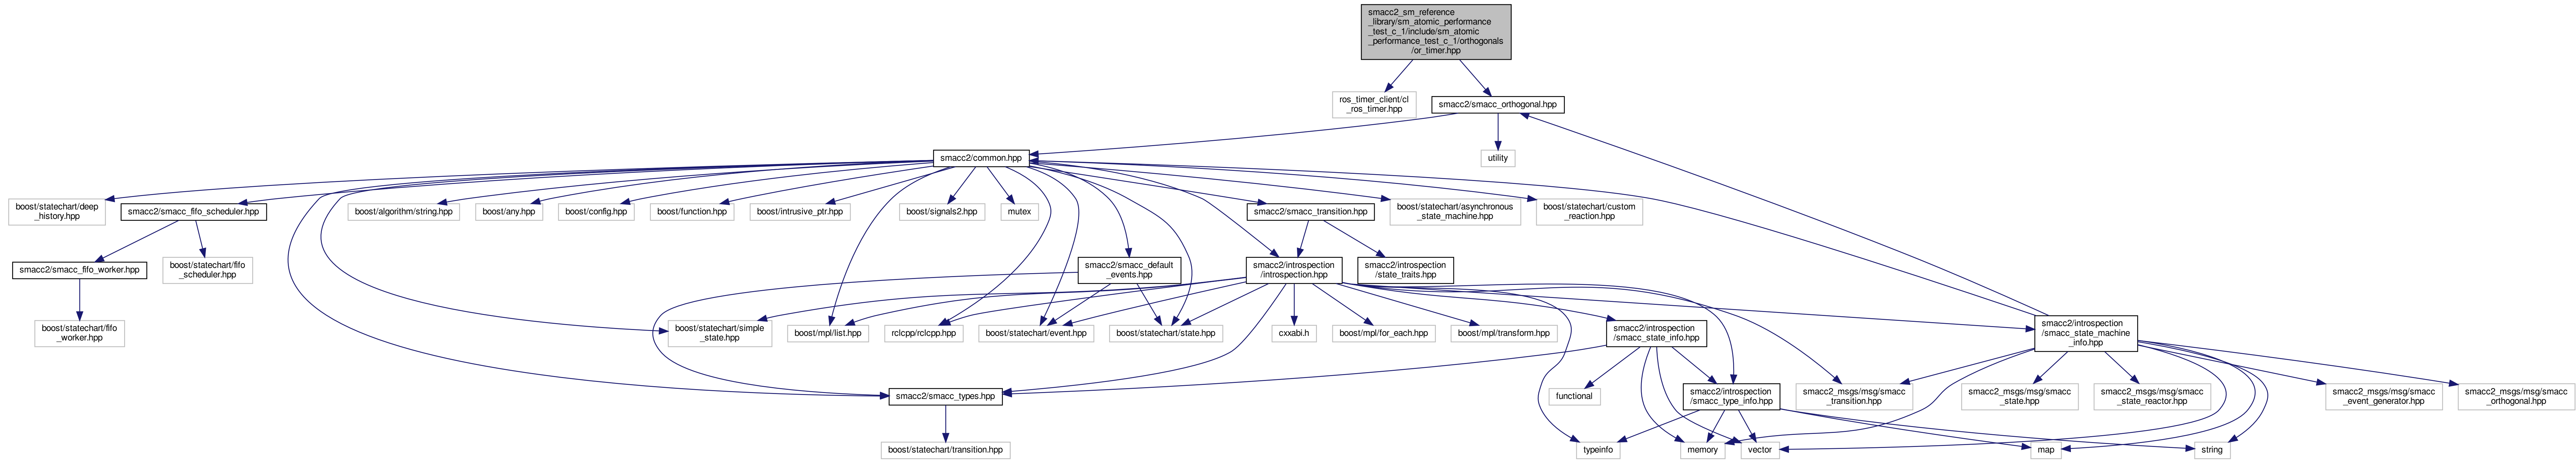 smacc2_sm_reference
_library/sm_atomic_performance
_test_c_1/include/sm_atomic
_performance_test_c_1/orthogonals
/or_timer.hpp
ros_timer_client/cl
_ros_timer.hpp
smacc2/smacc_orthogonal.hpp
smacc2/common.hpp
utility
boost/statechart/deep
_history.hpp
smacc2/smacc_fifo_scheduler.hpp
boost/algorithm/string.hpp
boost/any.hpp
boost/config.hpp
boost/function.hpp
boost/intrusive_ptr.hpp
boost/signals2.hpp
mutex
smacc2/smacc_transition.hpp
boost/statechart/asynchronous
_state_machine.hpp
boost/statechart/custom
_reaction.hpp
smacc2/smacc_fifo_worker.hpp
boost/statechart/fifo
_scheduler.hpp
smacc2/smacc_default
_events.hpp
smacc2/introspection
/introspection.hpp
smacc2/introspection
/state_traits.hpp
boost/statechart/fifo
_worker.hpp
boost/statechart/simple
_state.hpp
boost/mpl/list.hpp
rclcpp/rclcpp.hpp
boost/statechart/event.hpp
boost/statechart/state.hpp
cxxabi.h
boost/mpl/for_each.hpp
boost/mpl/transform.hpp
smacc2/introspection
/smacc_state_info.hpp
smacc2/introspection
/smacc_state_machine
_info.hpp
smacc2/smacc_types.hpp
functional
smacc2/introspection
/smacc_type_info.hpp
smacc2_msgs/msg/smacc
_transition.hpp
smacc2_msgs/msg/smacc
_state.hpp
smacc2_msgs/msg/smacc
_state_reactor.hpp
smacc2_msgs/msg/smacc
_event_generator.hpp
smacc2_msgs/msg/smacc
_orthogonal.hpp
boost/statechart/transition.hpp
typeinfo
memory
vector
map
string